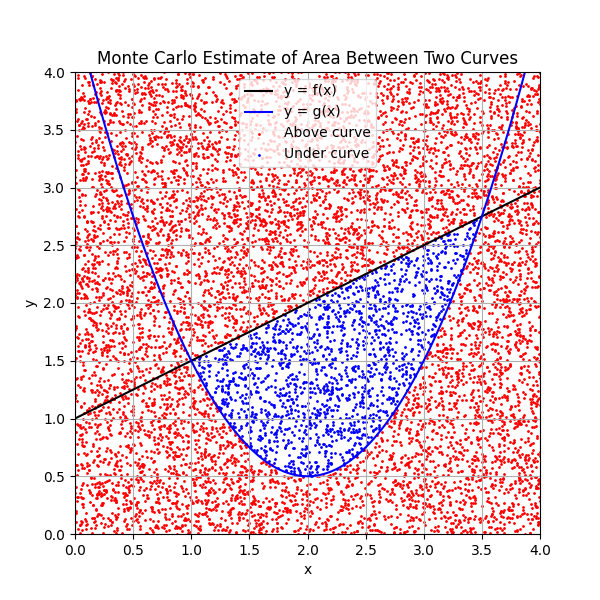 Monte Carlo Estimate of Area Between Two Curves
y = f(x)
y = g(x)
Above curve
Under curve
4.0
3.5
3.0
2.5
2.0
1.5
1.0
0.5
0.0
y
0.0 0.5 1.0 1.5 2.0 2.5 3.0 3.5 4.0
x